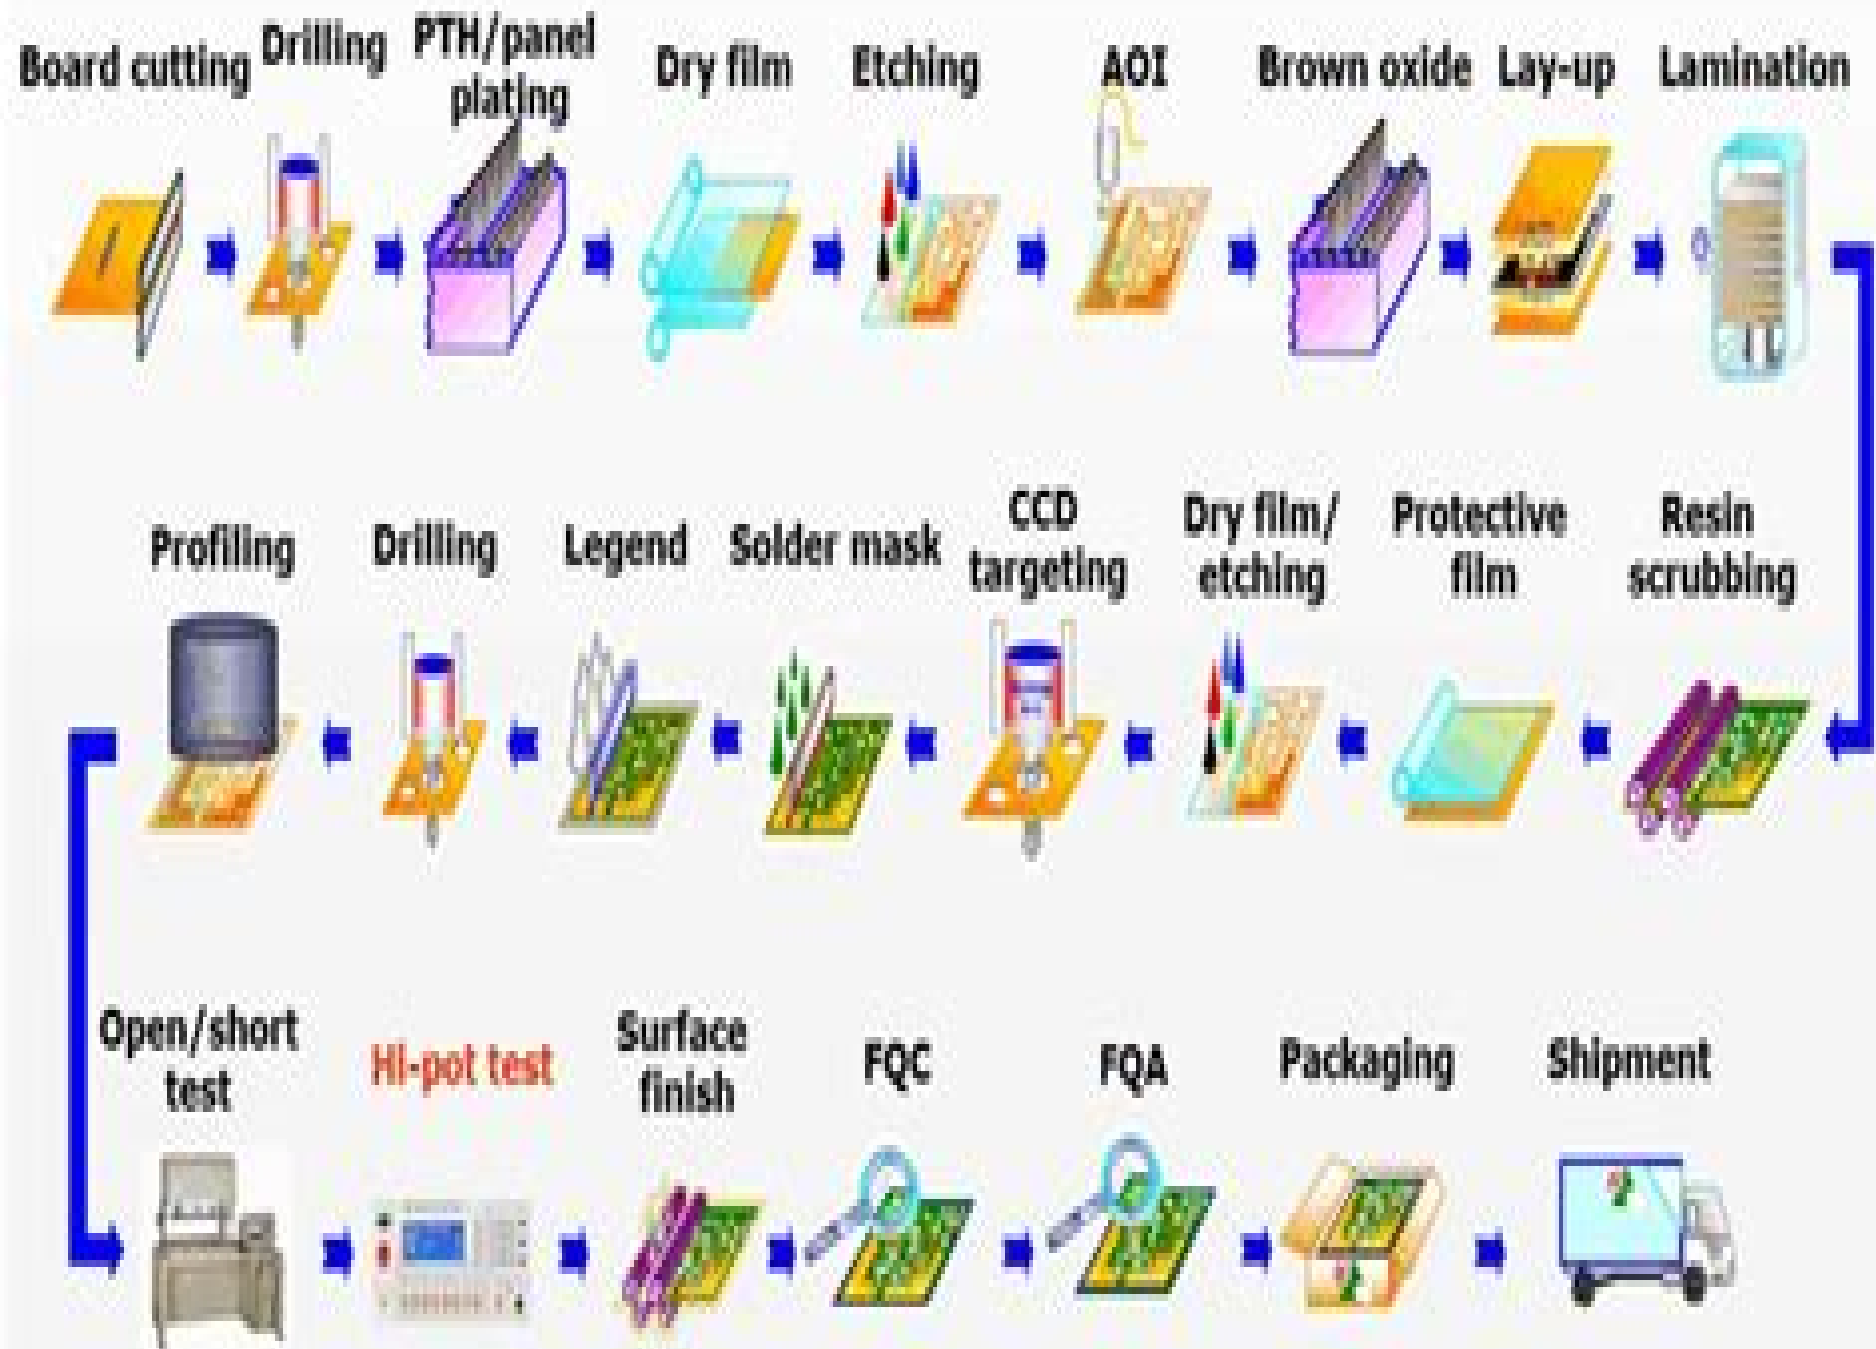 Board cutting
Drilling
PTH/panel
plating
Dry film
Etching
AOI
Brown oxide
Lay-up
Lamination
Resin
scrubbing
Protective
film
Dry film/
etching
CCD
targeting
Solder mask
Legend
Drilling
Profiling
Open/short
test
Hi-pot test
Surface
finish
FQC
FQA
Packaging
Shipment